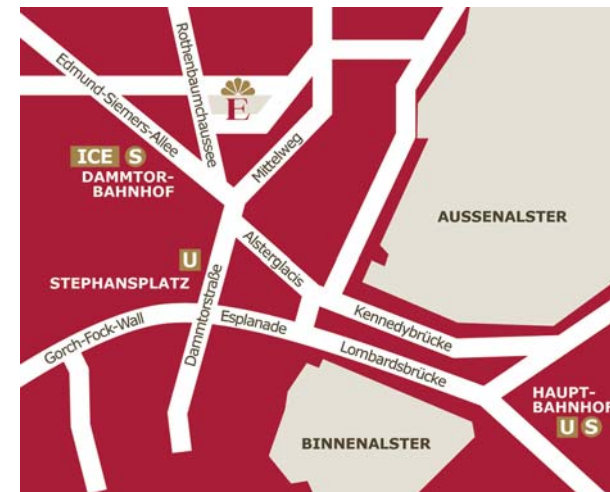 Edmund-Siemers-Allee
Rothenbaumchaussee
E
ICE S
DAMMTOR-
BAHNHOF
Mittelweg
AUSSENALSTER
U
STEPHANSPLATZ
Alsterglacis
Dammtorstraße
Kennedybrücke
Gorch-Fock-Wall
Esplanade
Lombardsbrücke
HAUPT-
BAHNHOF
U S
BINNENALSTER